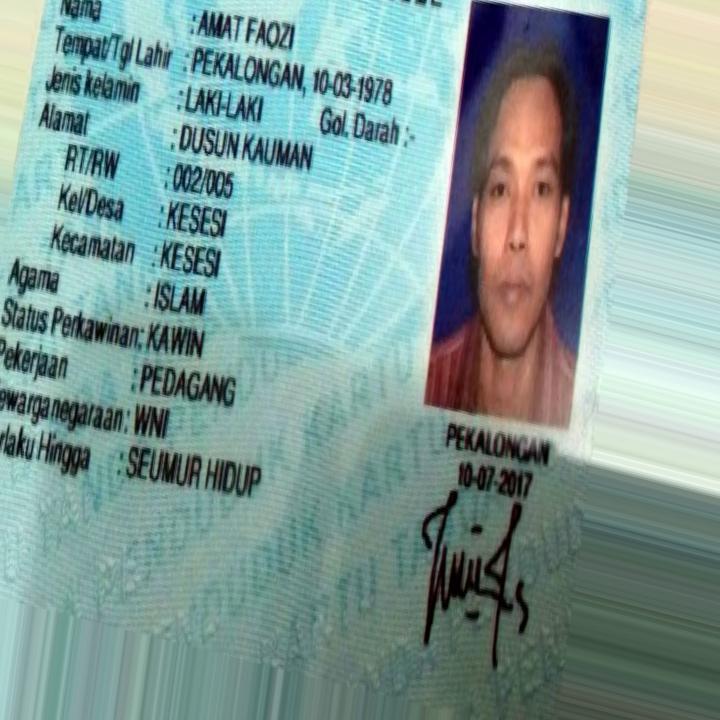 Nama : AMAT FAOZI
Tempat/Tgl Lahir : PEKALONGAN, 10-03-1978
Jenis kelamin : LAKI-LAKI Gol. Darah :-
Alamat : DUSUN KAUMAN
RT/RW : 002/005
Kel/Desa : KESESI
Kecamatan : KESESI
Agama : ISLAM
Status Perkawinan: KAWIN
Pekerjaan : PEDAGANG
ewarganegaraan: WNI
rlaku Hingga : SEUMUR HIDUP
PEKALONGAN
10-07-2017